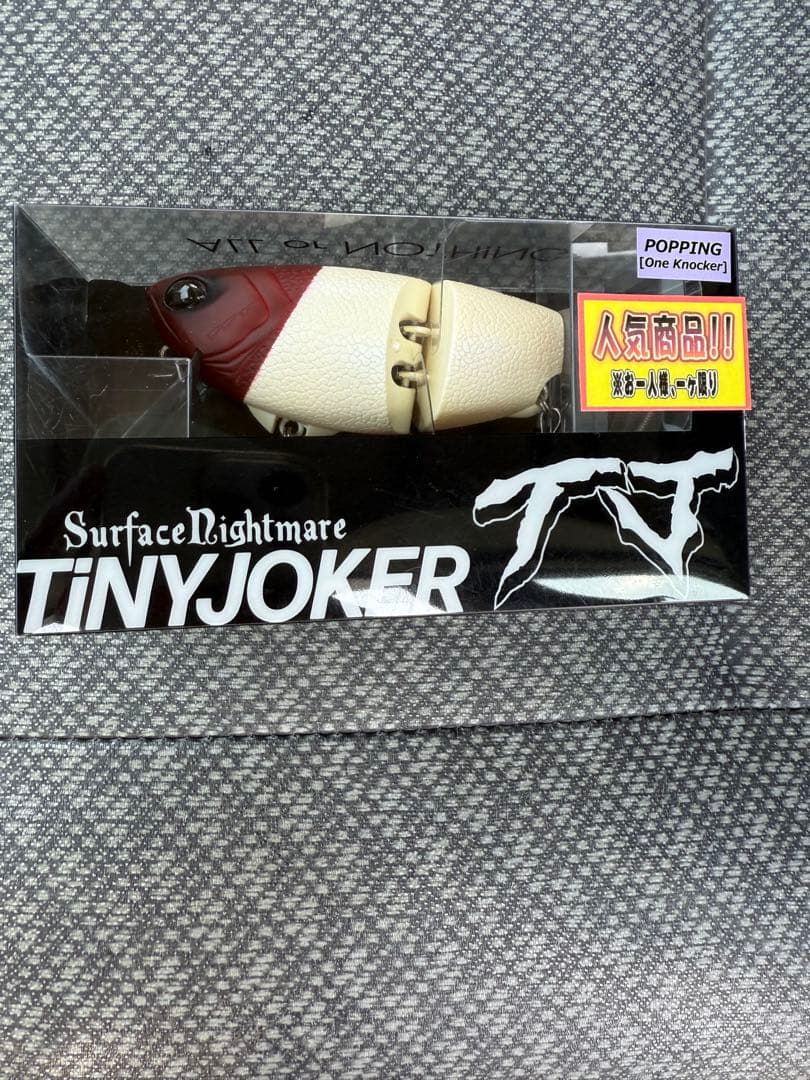 ALL or NOTHING
POPPING
[One Knocker]
人気商品!!
※お一人様、一ヶ限り
SurfaceNightmare
TiNYJOKER
TJ